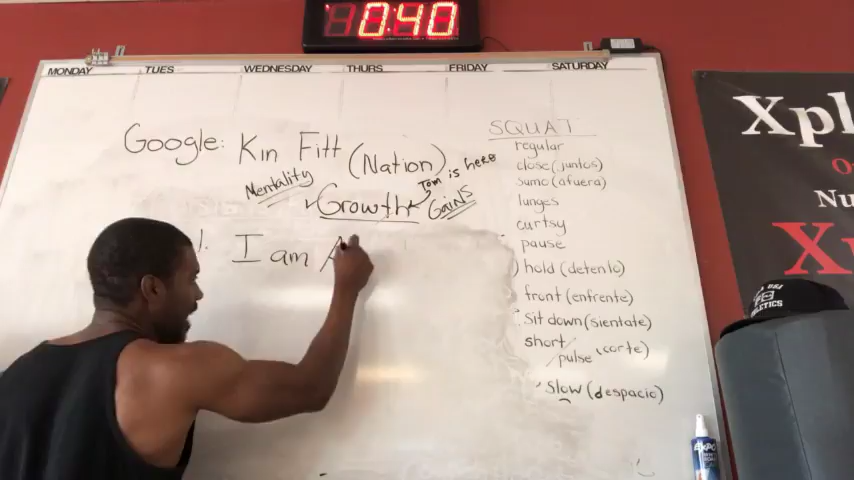 0:40
MONDAY TUES WEDNESDAY THURS FRIDAY SATURDAY
Google: Kin Fitt (Nation)
Mentality
Tom is here
Growth
GAINS
1. I am A
SQUAT
regular
close (juntos)
sumo (afuera)
lunges
curtsy
pause
hold (detenlo)
front (enfrente)
sit down (sientate)
short/pulse (corte)
slow (despacio)
Xpl
Nu
X
ATHLETICS
EXPO